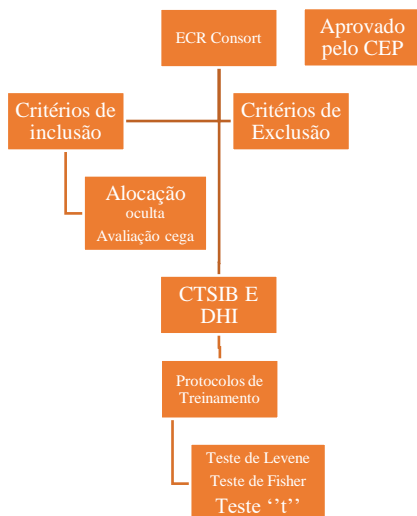 ECR Consort
Aprovado
pelo CEP
Critérios de
inclusão
Critérios de
Exclusão
Alocação
oculta
Avaliação cega
CTSIB E
DHI
Protocolos de
Treinamento
Teste de Levene
Teste de Fisher
Teste ‘’t’’